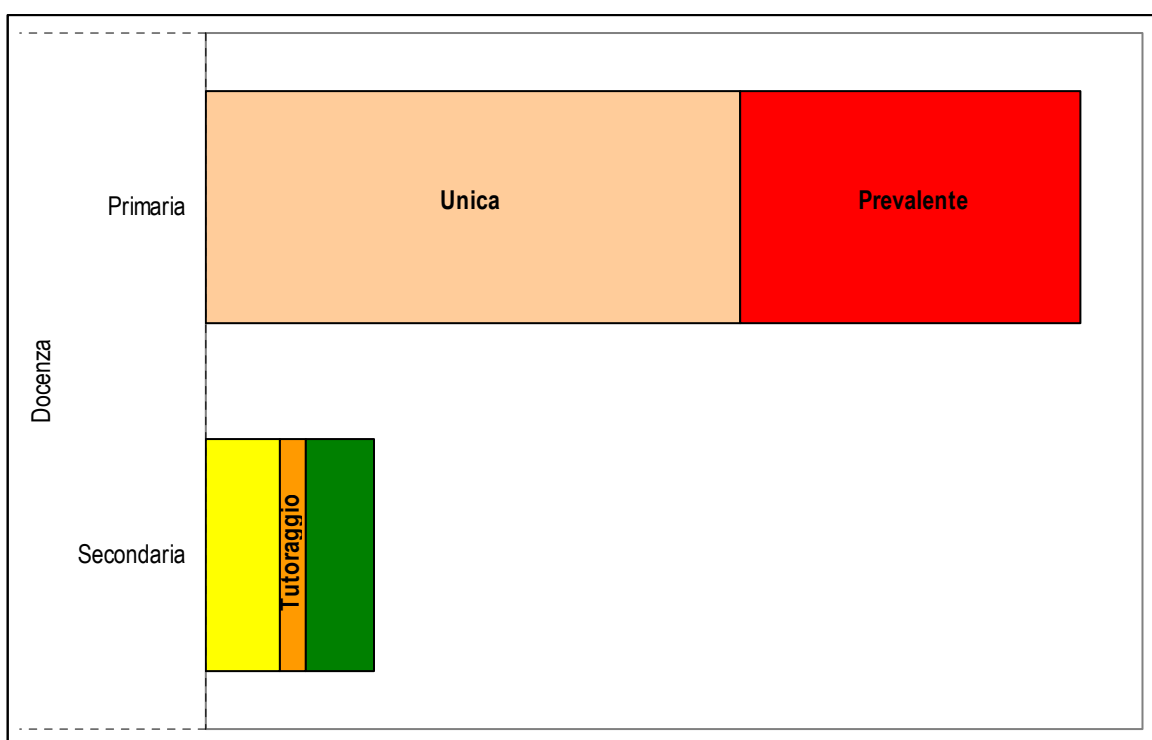 Docenza
Primaria
Unica
Prevalente
Secondaria
Tutoraggio